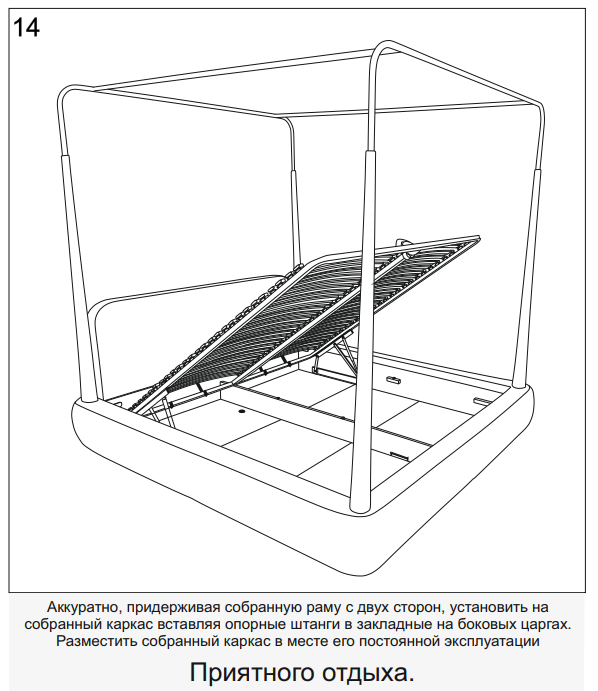 14
Аккуратно, придерживая собранную раму с двух сторон, установить на
собранный каркас вставляя опорные штанги в закладные на боковых царгах.
Разместить собранный каркас в месте его постоянной эксплуатации
Приятного отдыха.